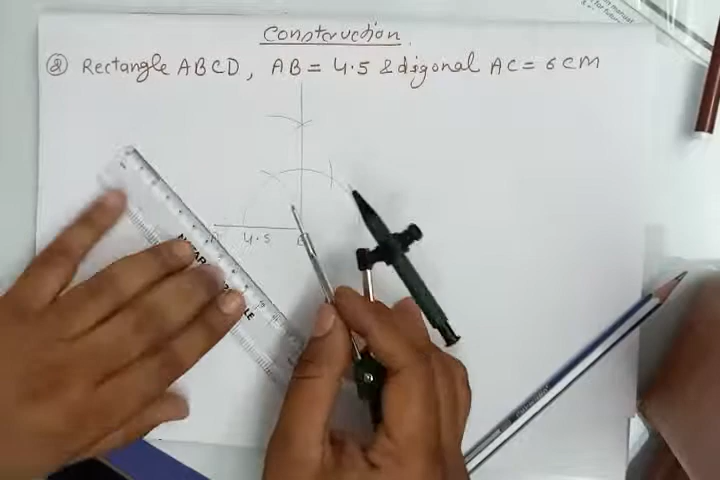 Construction.
② Rectangle ABCD, AB = 4.5 & digonal AC = 6 CM
A 4.5 B